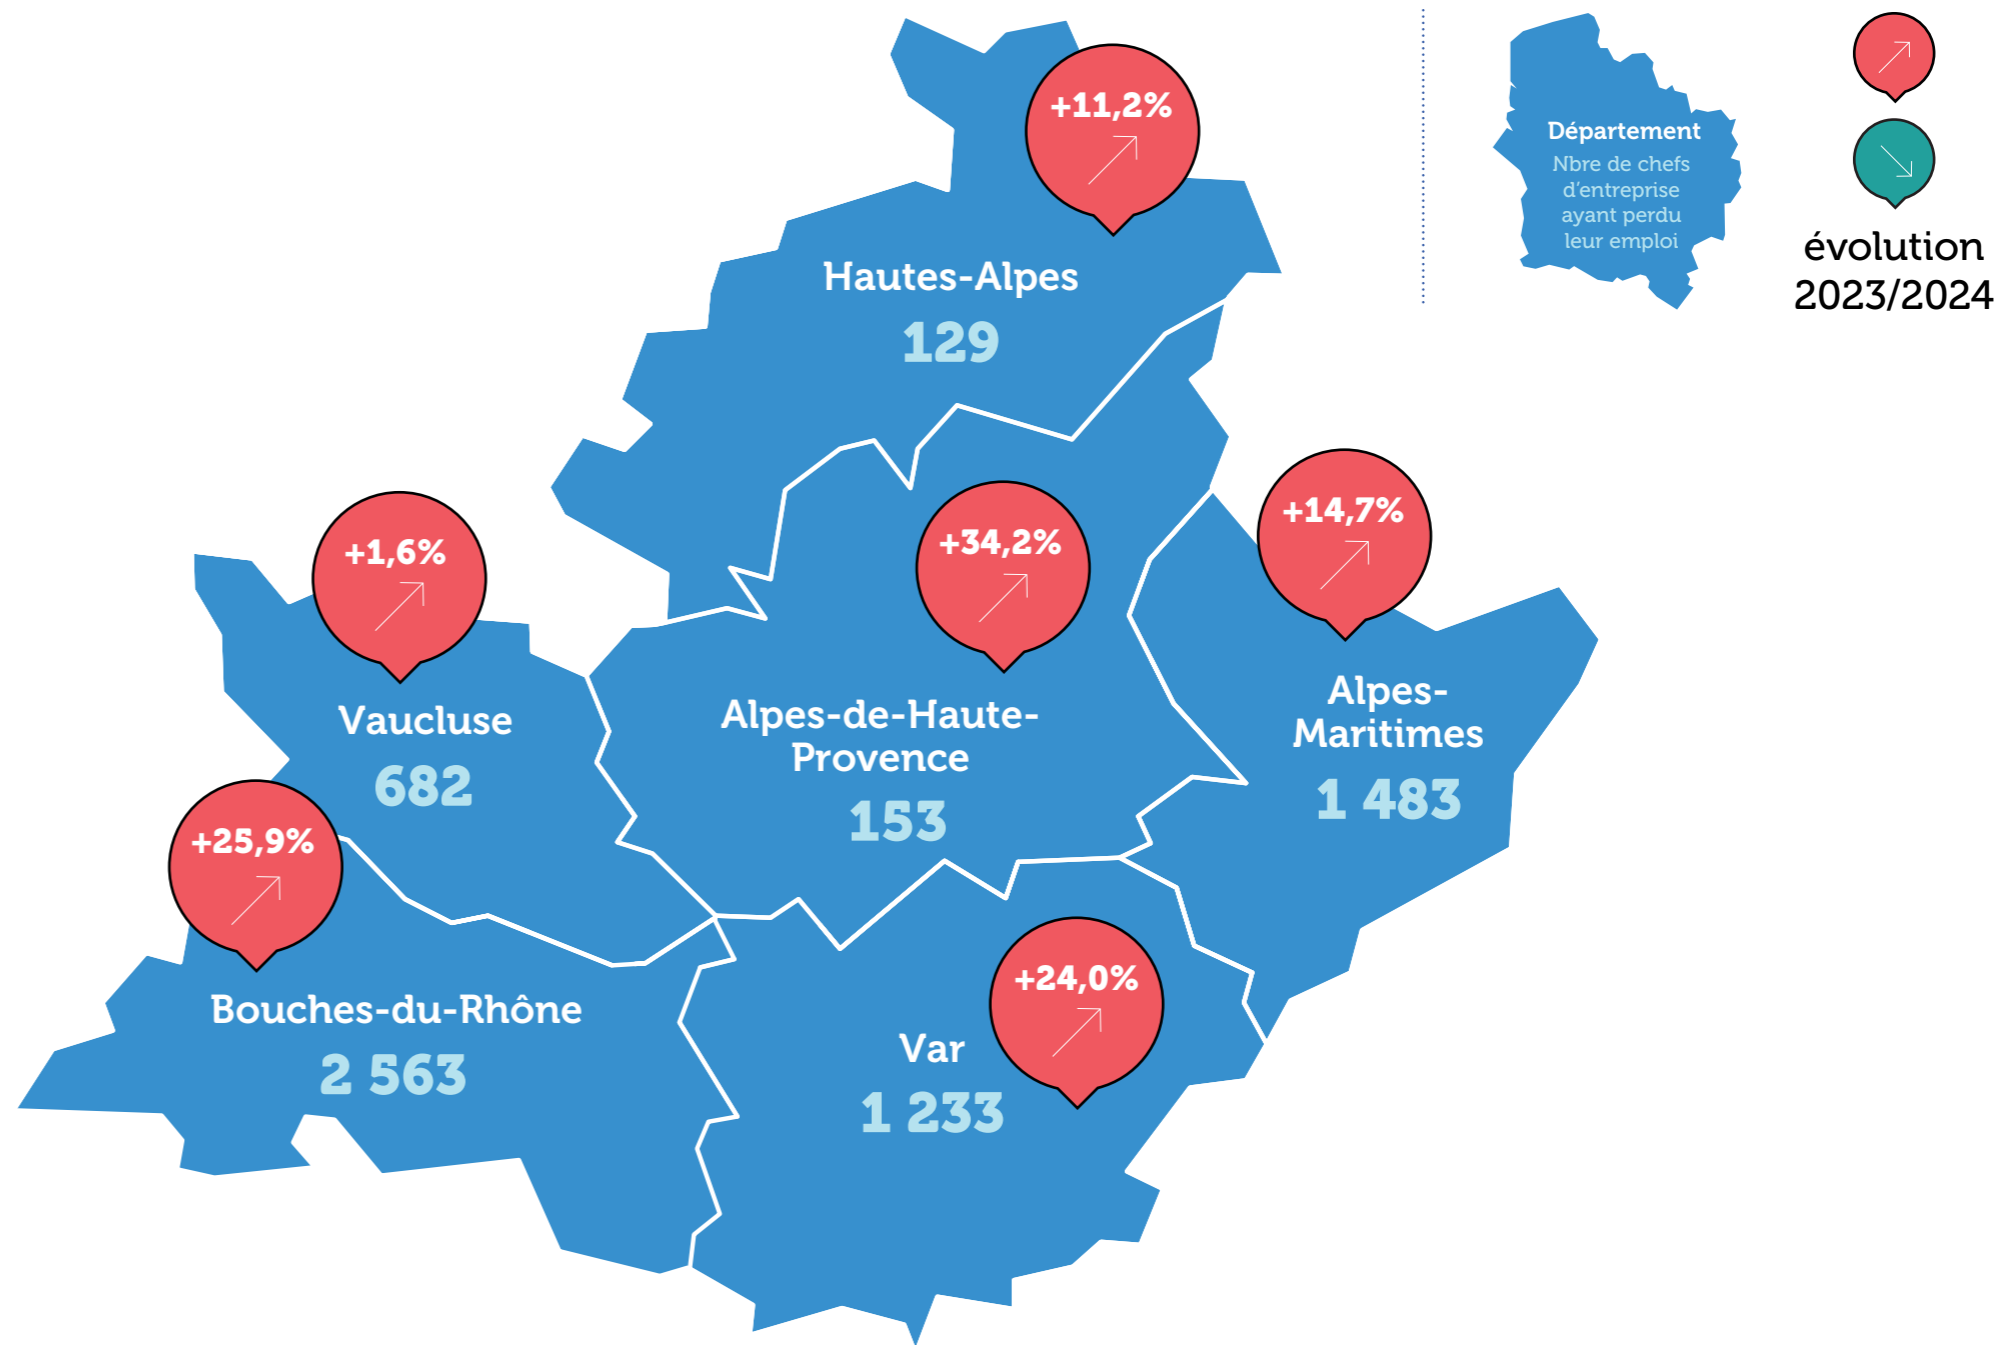 +11,2%
Hautes-Alpes
129
Département
Nbre de chefs
d'entreprise
ayant perdu
leur emploi
évolution
2023/2024
+1,6%
Vaucluse
682
+34,2%
Alpes-de-Haute-
Provence
153
+14,7%
Alpes-
Maritimes
1 483
+25,9%
Bouches-du-Rhône
2 563
+24,0%
Var
1 233